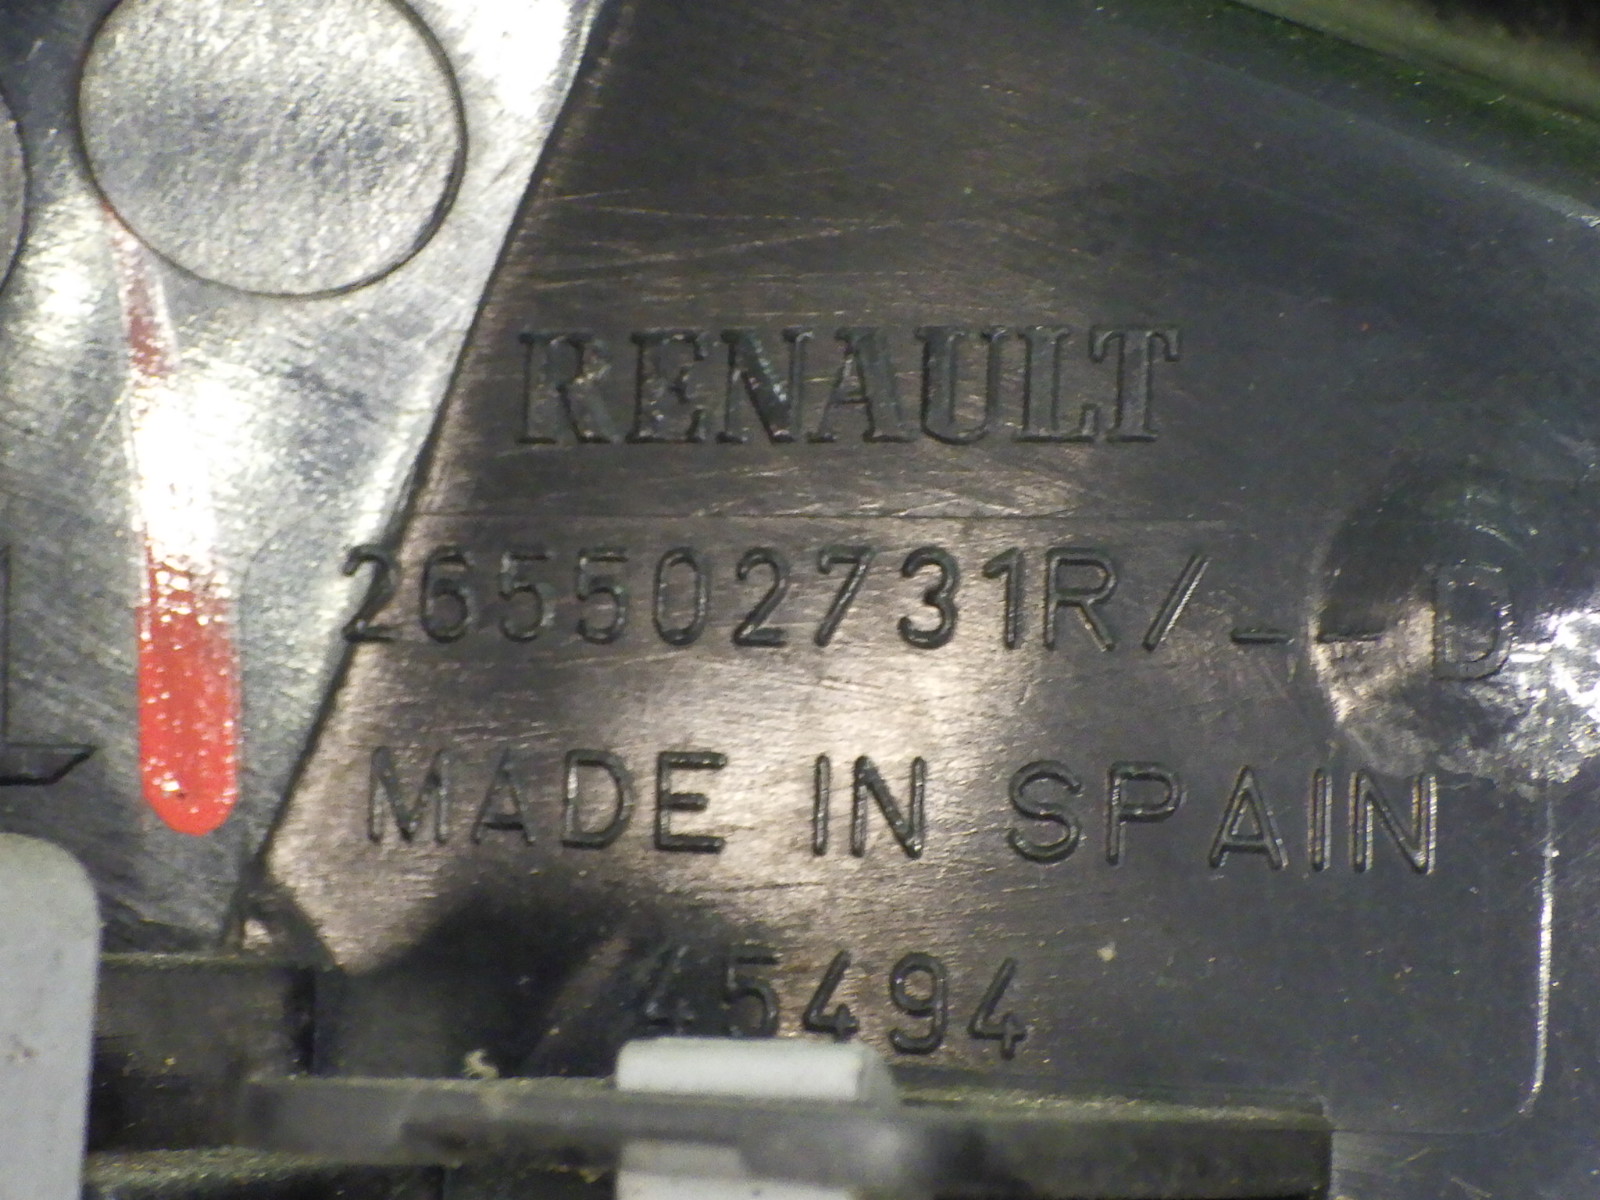 RENAULT
265502731R/--D
MADE IN SPAIN
45494